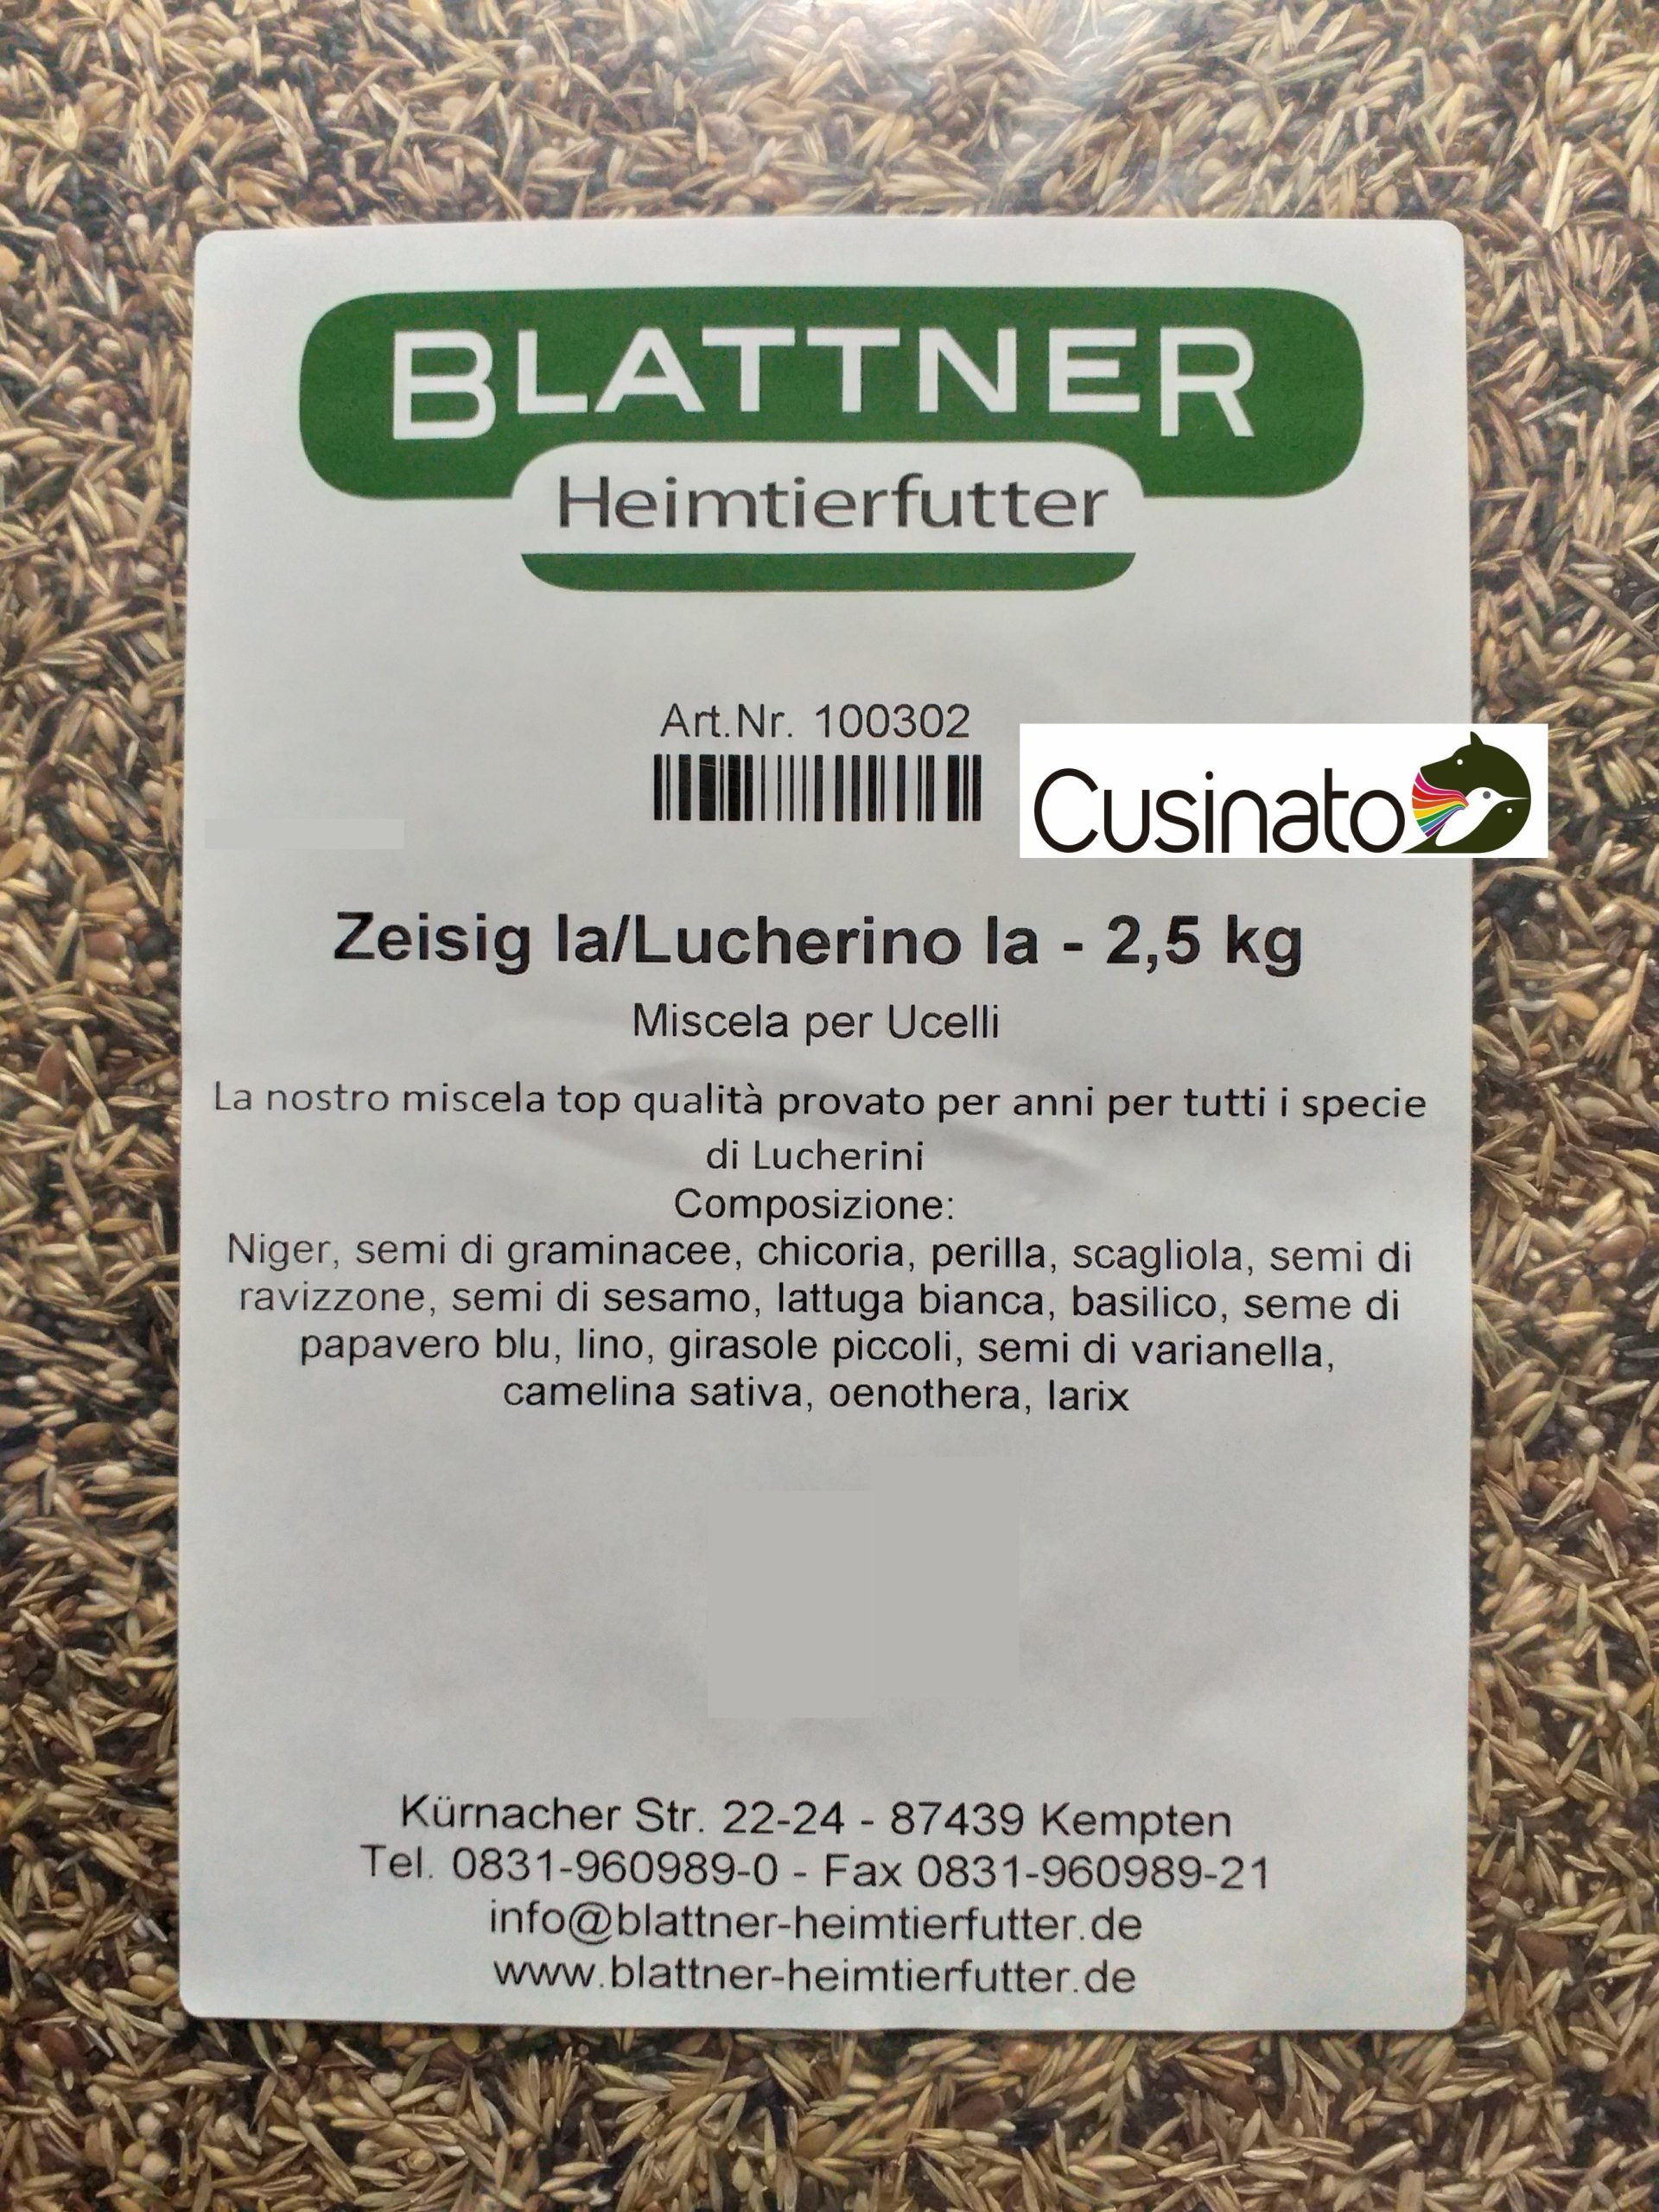 BLATTNER
Heimtierfutter
Art.Nr. 100302
Cusinato
Zeisig Ia/Lucherino Ia - 2,5 kg
Miscela per Ucelli
La nostro miscela top qualità provato per anni per tutti i specie
di Lucherini
Composizione:
Niger, semi di graminacee, chicoria, perilla, scagliola, semi di
ravizzone, semi di sesamo, lattuga bianca, basilico, seme di
papavero blu, lino, girasole piccoli, semi di varianella,
camelina sativa, oenothera, larix
Kürnacher Str. 22-24 - 87439 Kempten
Tel. 0831-960989-0 - Fax 0831-960989-21
info@blattner-heimtierfutter.de
www.blattner-heimtierfutter.de